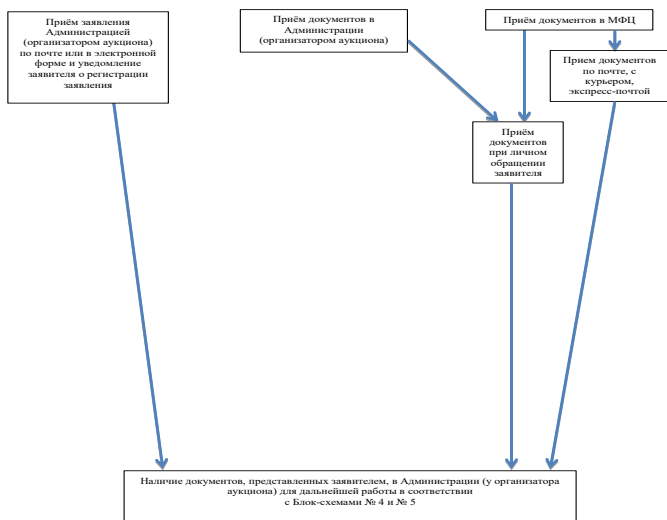 Приём заявления
Администрацией
(организатором аукциона)
по почте или в электронной
форме и уведомление
заявителя о регистрации
заявления
Приём документов в
Администрации
(организатором аукциона)
Приём документов в МФЦ
Прием документов
по почте, с
курьером,
экспресс-почтой
Приём
документов
при личном
обращении
заявителя
Наличие документов, представленных заявителем, в Администрации (у организатора
аукциона) для дальнейшей работы в соответствии
с Блок-схемами № 4 и № 5